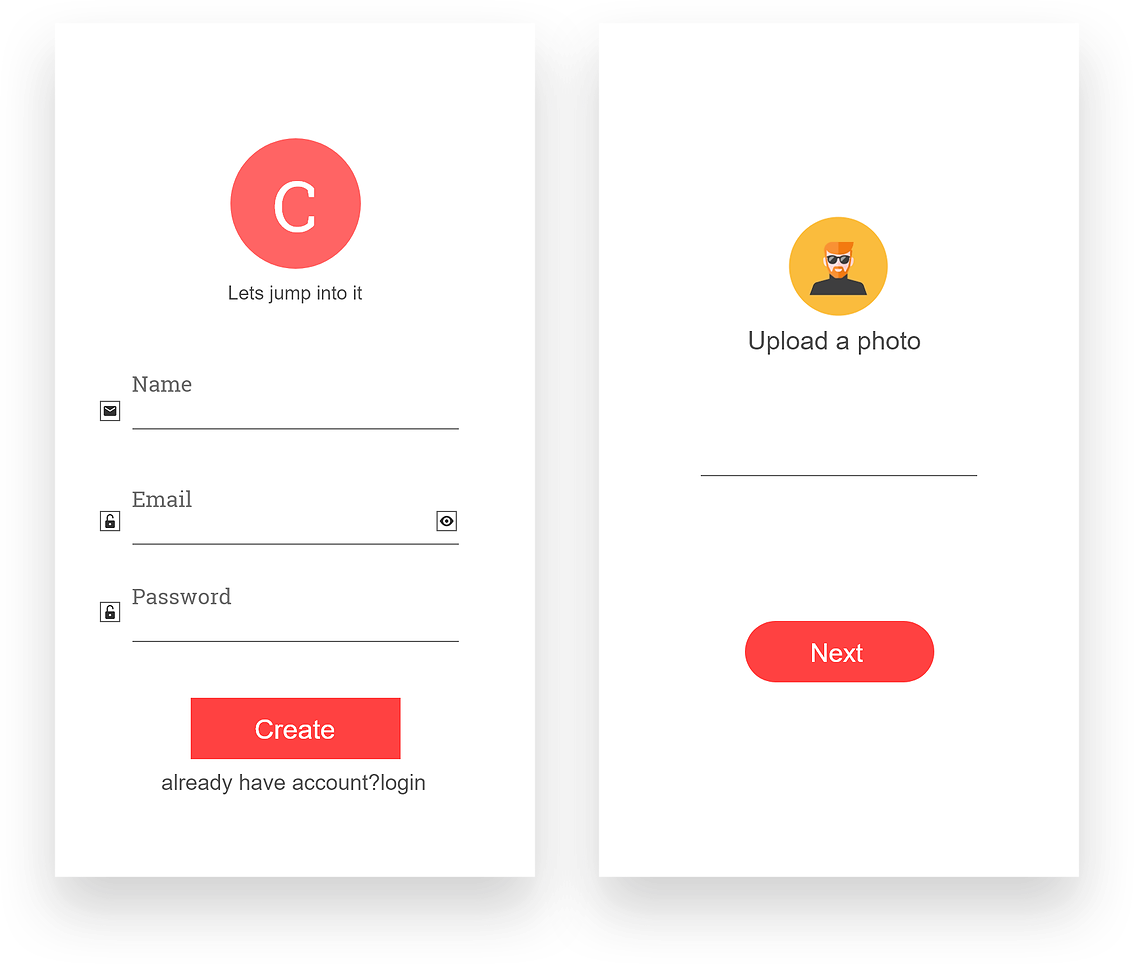 C
Lets jump into it
Name
Email
Password
Create
already have account?login
Upload a photo
Next